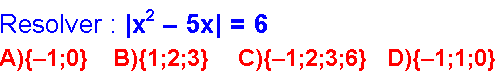 Resolver : |x² – 5x| = 6
A){–1;0} B){1;2;3} C){–1;2;3;6} D){–1;1;0}